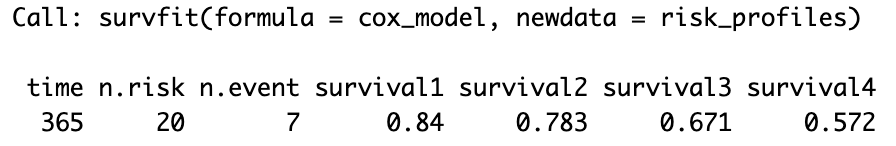 Call: survfit(formula = cox_model, newdata = risk_profiles)
time n.risk n.event survival1 survival2 survival3 survival4
365 20 7 0.84 0.783 0.671 0.572